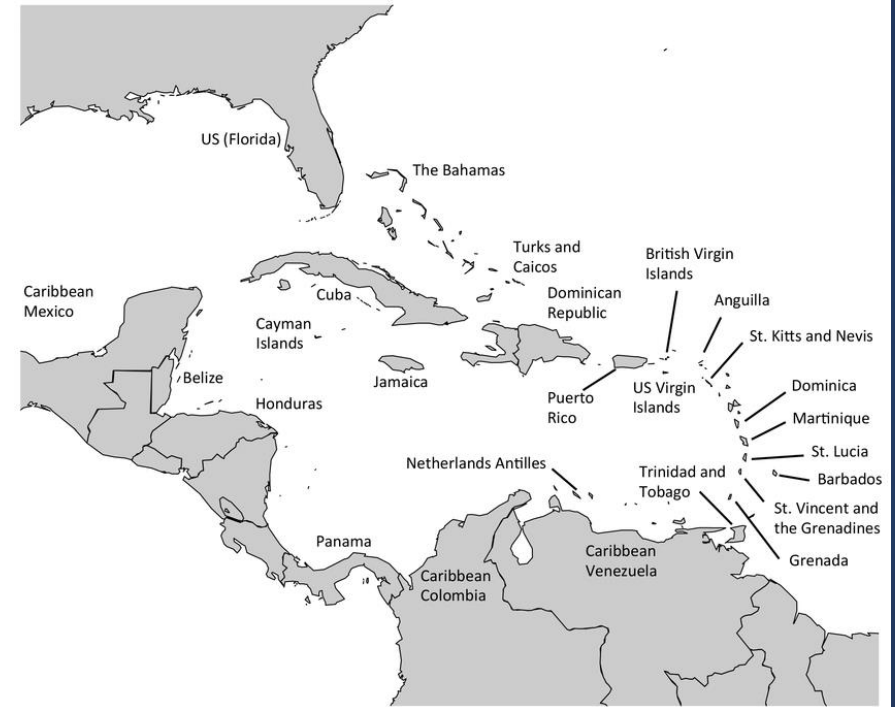 US (Florida)
The Bahamas
Turks and
Caicos
British Virgin
Islands
Caribbean
Mexico
Cuba
Dominican
Republic
Anguilla
Cayman
Islands
St. Kitts and Nevis
Belize
Jamaica
Puerto
Rico
US Virgin
Islands
Dominica
Honduras
Martinique
St. Lucia
Netherlands Antilles
Trinidad and
Tobago
Barbados
St. Vincent and
the Grenadines
Panama
Caribbean
Venezuela
Grenada
Caribbean
Colombia